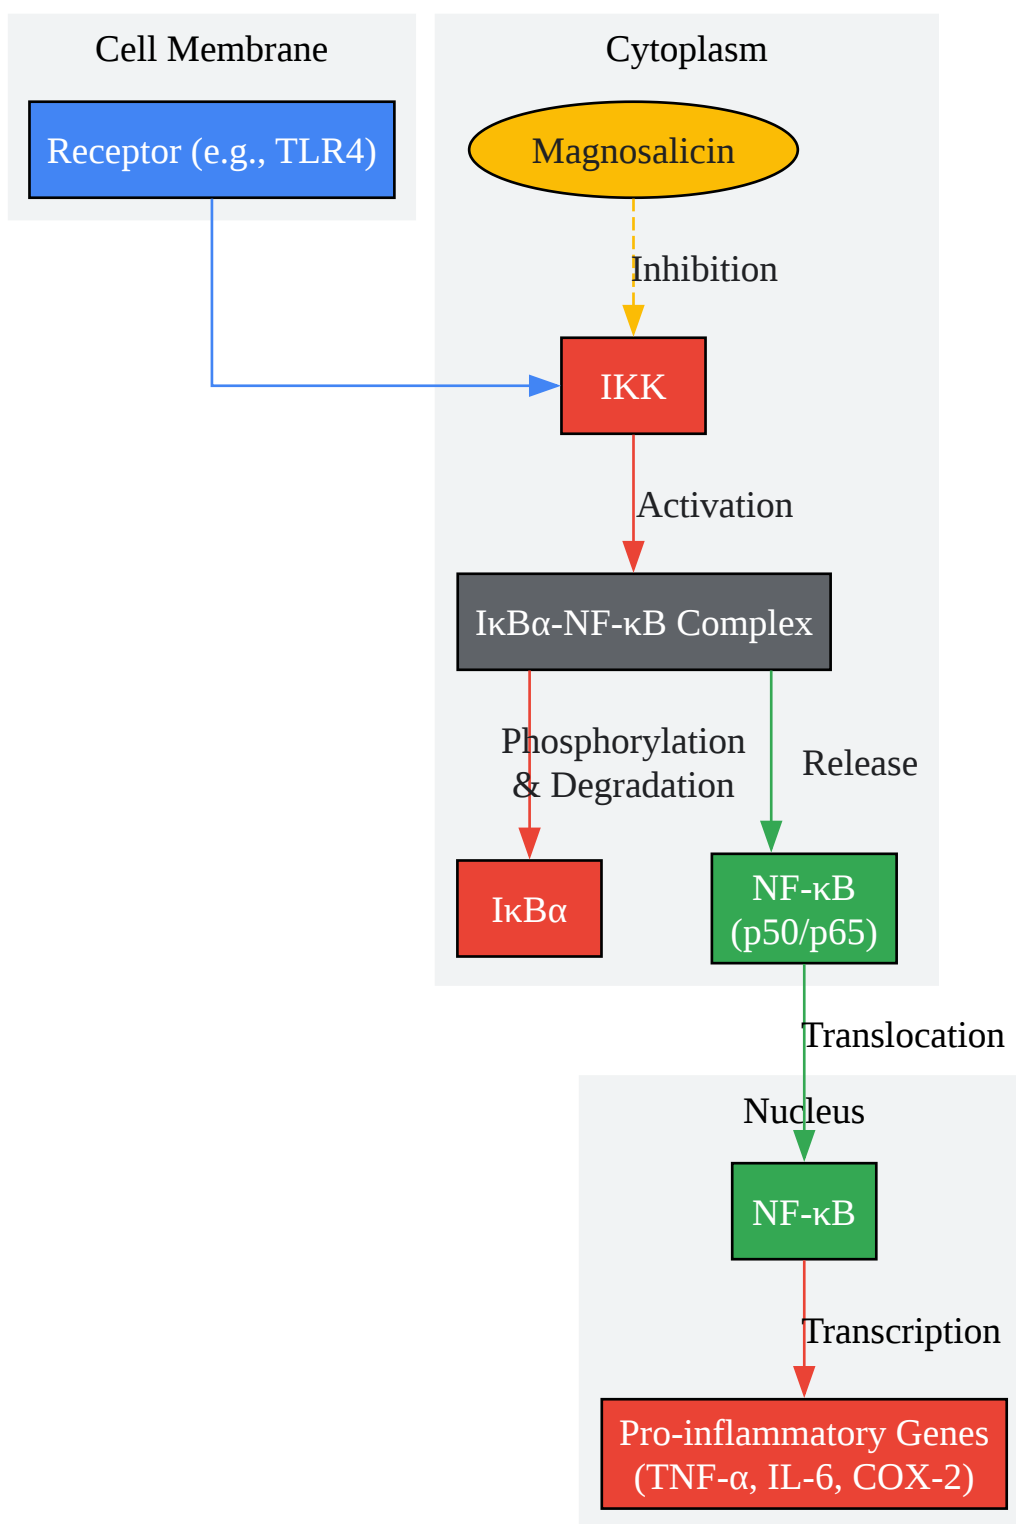 Cell Membrane
Receptor (e.g., TLR4)
Cytoplasm
Magnosalicin
Inhibition
IKK
Activation
IκBα-NF-κB Complex
Phosphorylation
& Degradation
Release
IκBα
NF-κB
(p50/p65)
Translocation
Nucleus
NF-κB
Transcription
Pro-inflammatory Genes
(TNF-α, IL-6, COX-2)